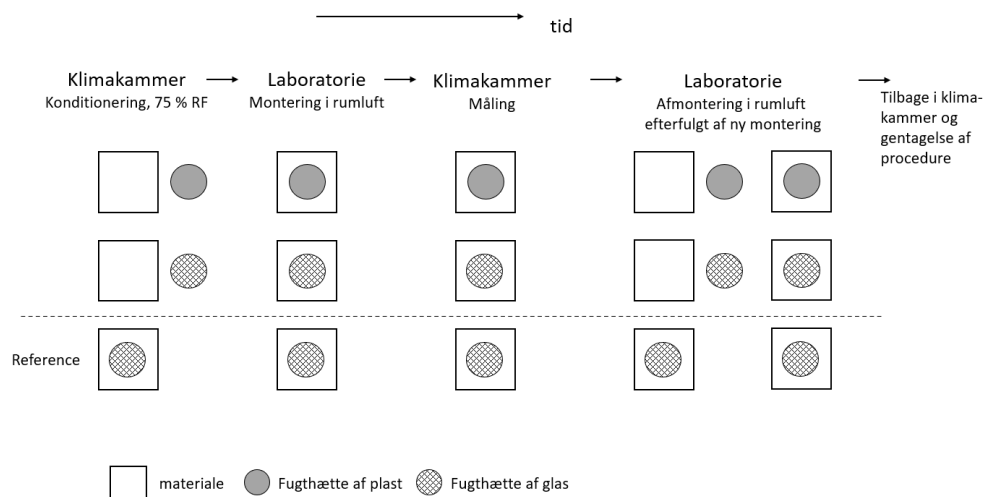 tid
Klimakammer
Konditionering, 75 % RF
Laboratorie
Montering i rumluft
Klimakammer
Måling
Laboratorie
Afmontering i rumluft
efterfulgt af ny montering
Tilbage i klima-
kammer og
gentagelse af
procedure
Reference
materiale
Fugthætte af plast
Fugthætte af glas